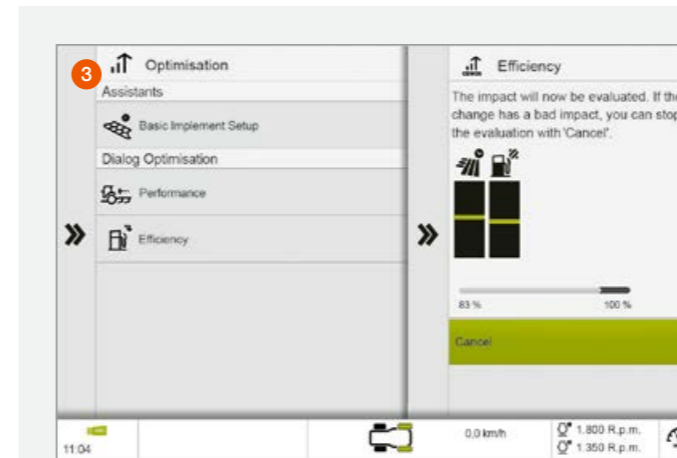 3
Optimisation
Assistants
Basic Implement Setup
Dialog Optimisation
Performance
Efficiency
Efficiency
The impact will now be evaluated. If the
change has a bad impact, you can stop
the evaluation with 'Cancel'.
83 %
100 %
Cancel
11:04
0,0 km/h
1.800 R.p.m.
1.350 R.p.m.